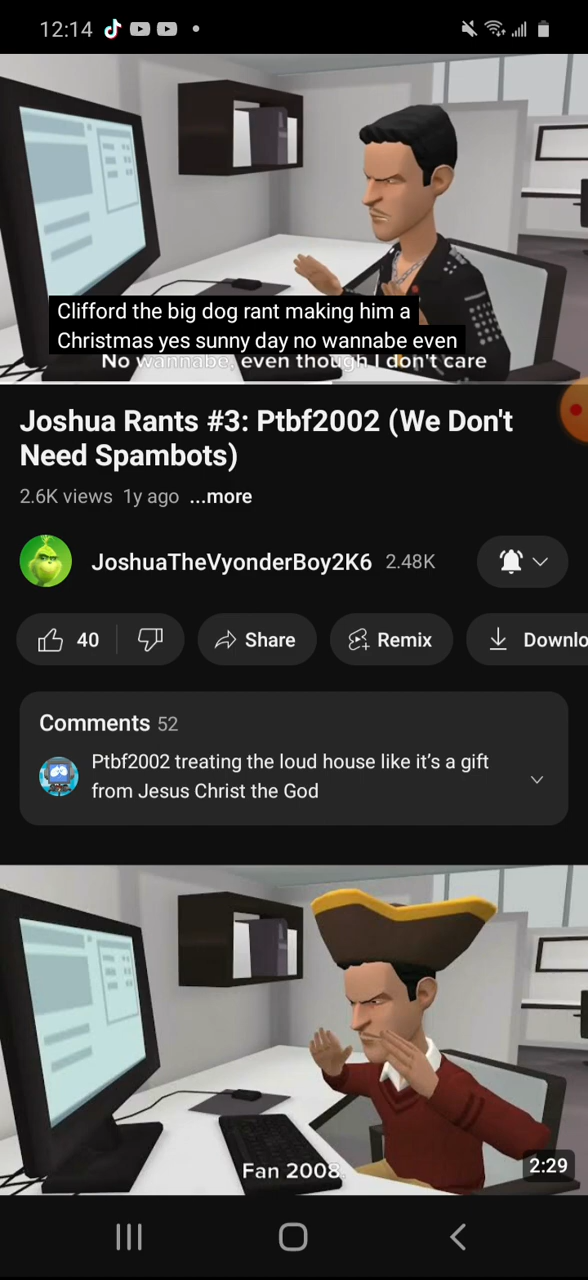 12:14
Clifford the big dog rant making him a
Christmas yes sunny day no wannabe even
No wannabe, even though I don't care
Joshua Rants #3: Ptbf2002 (We Don't
Need Spambots)
2.6K views 1y ago ...more
JoshuaTheVyonderBoy2K6 2.48K
40 Share Remix Downlo
Comments 52
Ptbf2002 treating the loud house like it’s a gift
from Jesus Christ the God
Fan 2008.
2:29